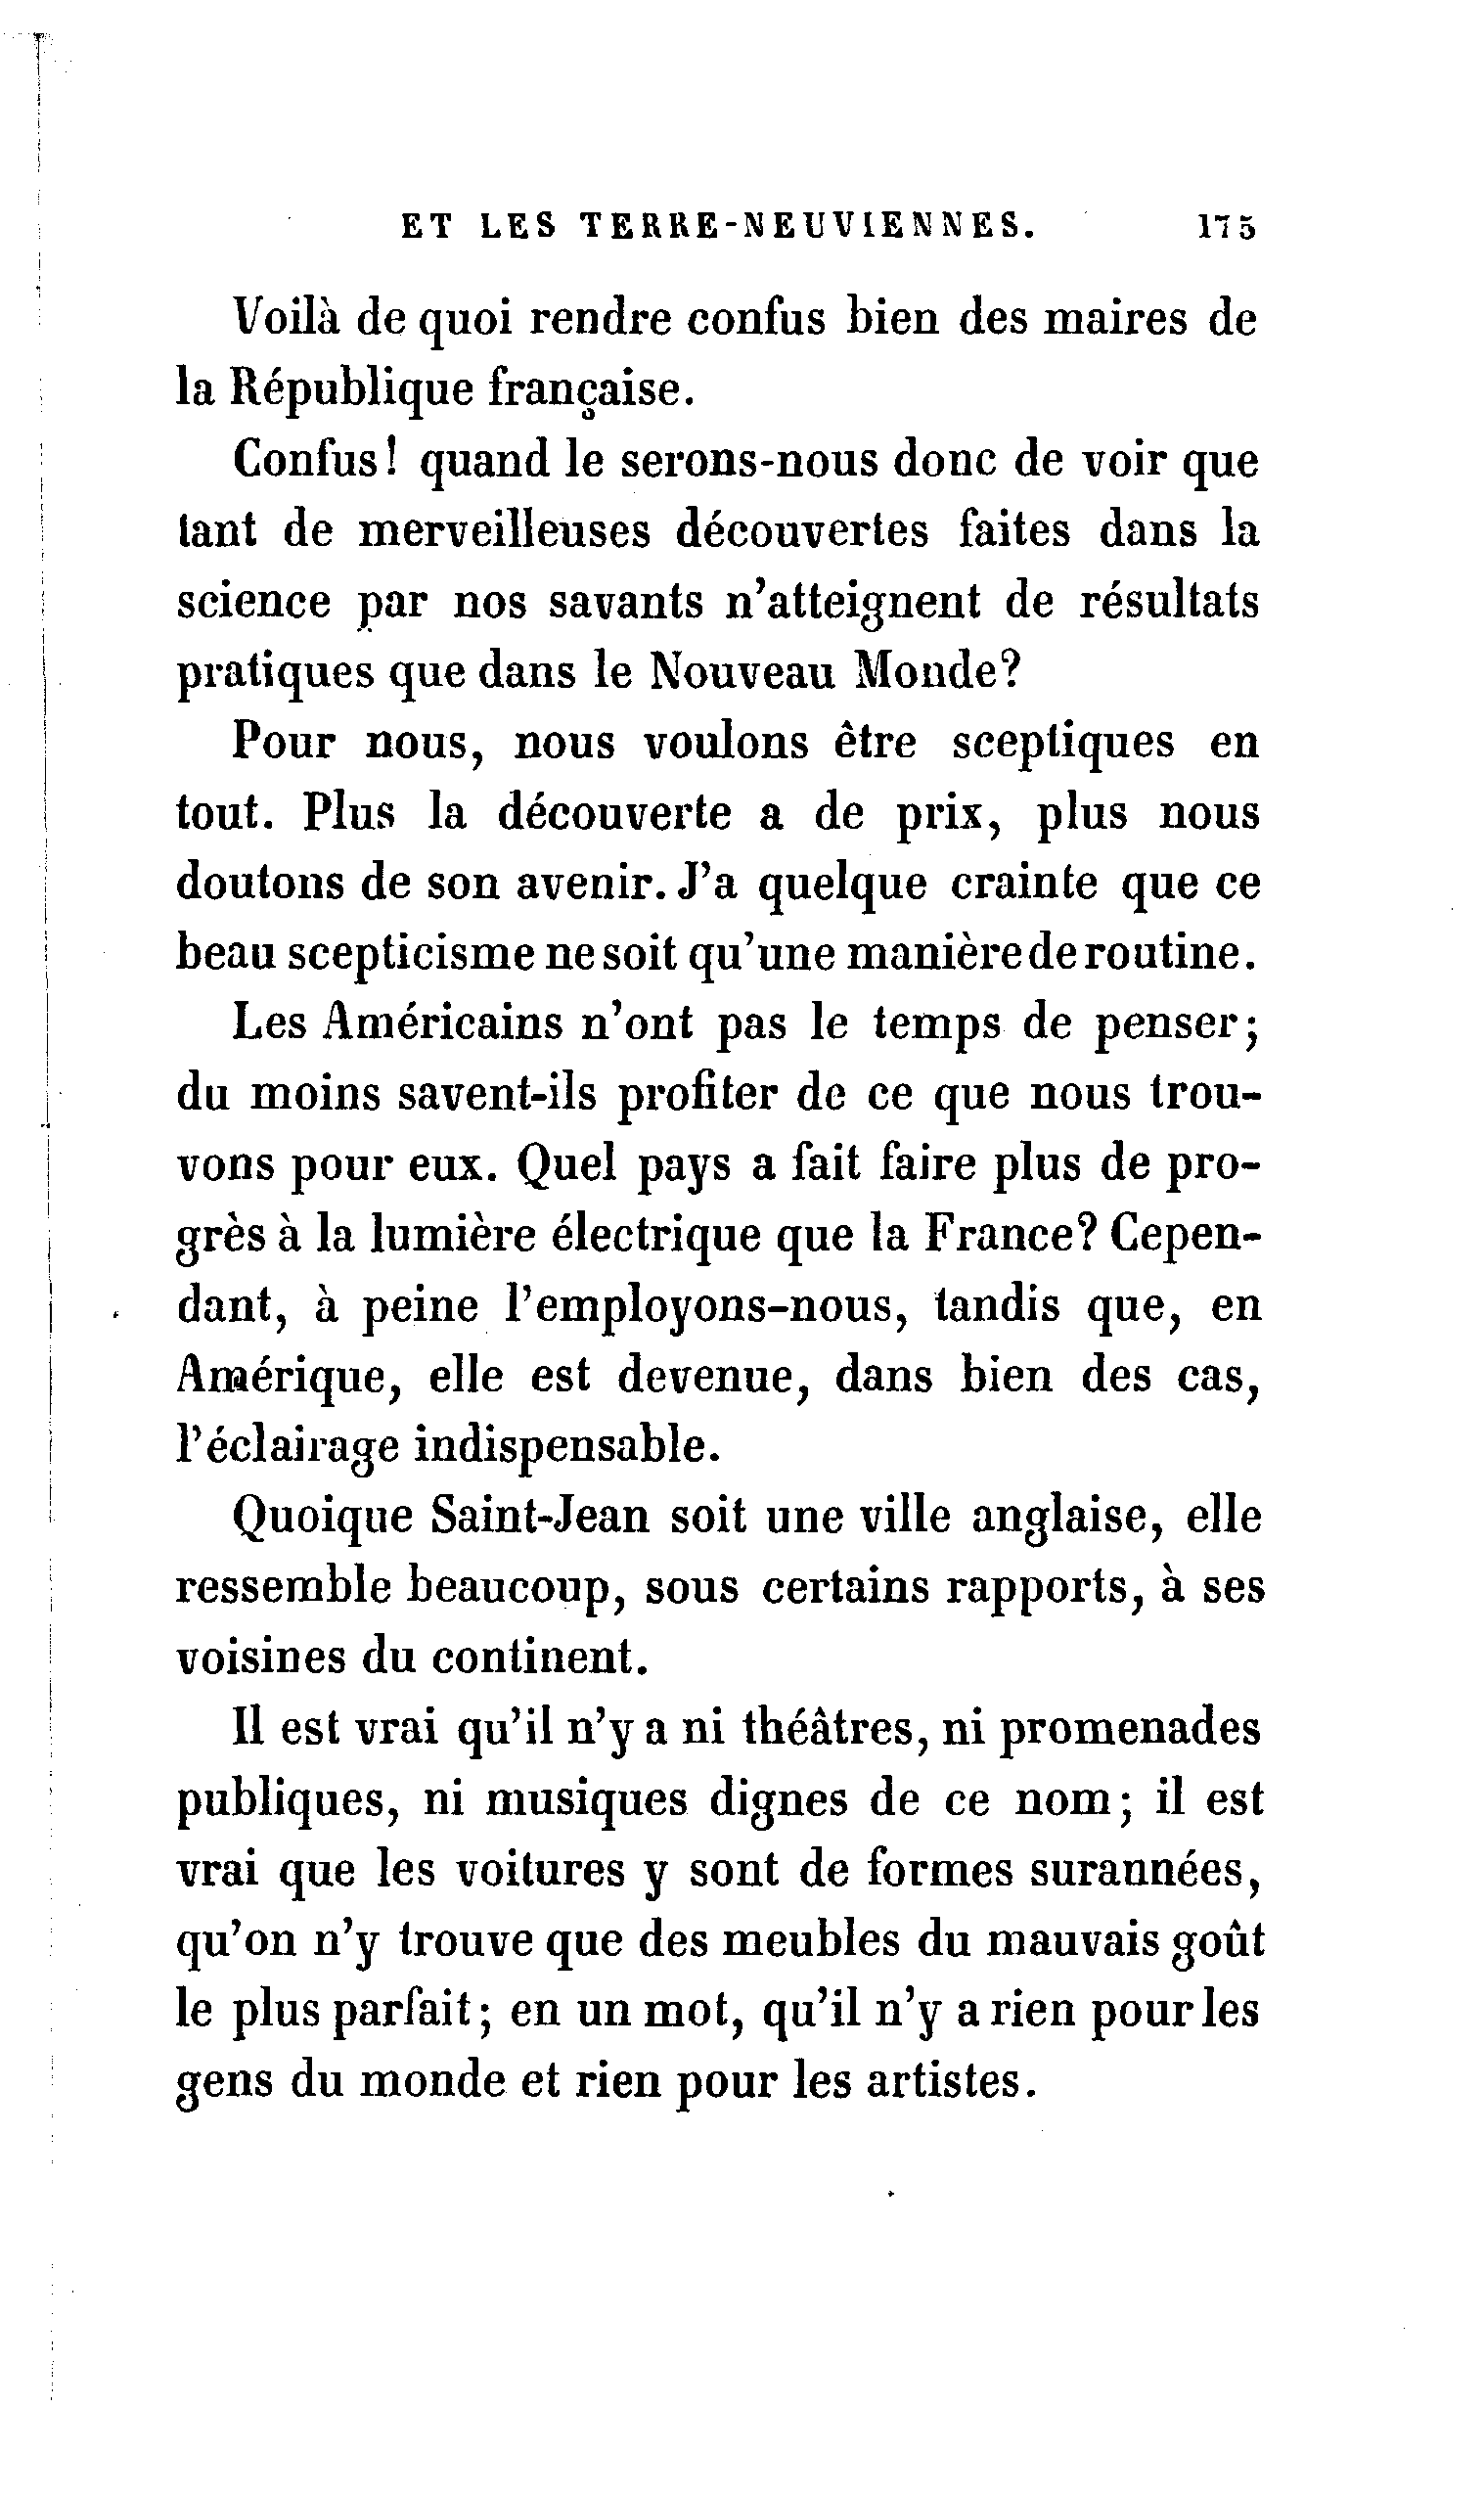 ET LES TERRE-NEUVIENNES. 175
Voilà de quoi rendre confus bien des maires de
la République française.
Confus! quand le serons-nous donc de voir que
tant de merveilleuses découvertes faites dans la
science par nos savants n'atteignent de résultats
pratiques que dans le Nouveau Monde?
Pour nous, nous voulons être sceptiques en
tout. Plus la découverte a de prix, plus nous
doutons de son avenir. J'a quelque crainte que ce
beau scepticisme ne soit qu'une manière de routine.
Les Américains n'ont pas le temps de penser;
du moins savent-ils profiter de ce que nous trou-
vons pour eux. Quel pays a fait faire plus de pro-
grès à la lumière électrique que la France? Cepen-
dant, à peine l'employons-nous, tandis que, en
Amérique, elle est devenue, dans bien des cas,
l'éclairage indispensable.
Quoique Saint-Jean soit une ville anglaise, elle
ressemble beaucoup, sous certains rapports, à ses
voisines du continent.
Il est vrai qu'il n'y a ni théâtres, ni promenades
publiques, ni musiques dignes de ce nom; il est
vrai que les voitures y sont de formes surannées,
qu'on n'y trouve que des meubles du mauvais goût
le plus parfait; en un mot, qu'il n'y a rien pour les
gens du monde et rien pour les artistes.